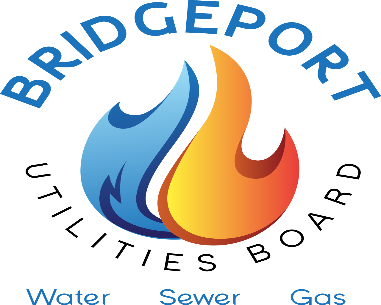 BRIDGEPORT
UTILITIES BOARD
Water Sewer Gas